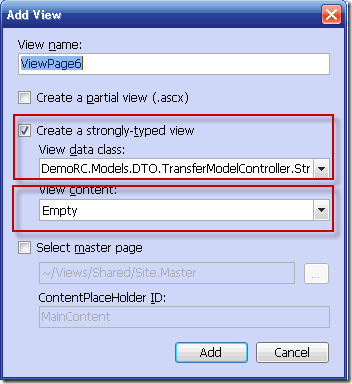 Add View
View name:
ViewPage6
Create a partial view (.ascx)
Create a strongly-typed view
View data class:
DemoRC.Models.DTO.TransferModelController.Str
View content:
Empty
Select master page
~/Views/Shared/Site.Master
...
ContentPlaceHolder ID:
MainContent
Add
Cancel